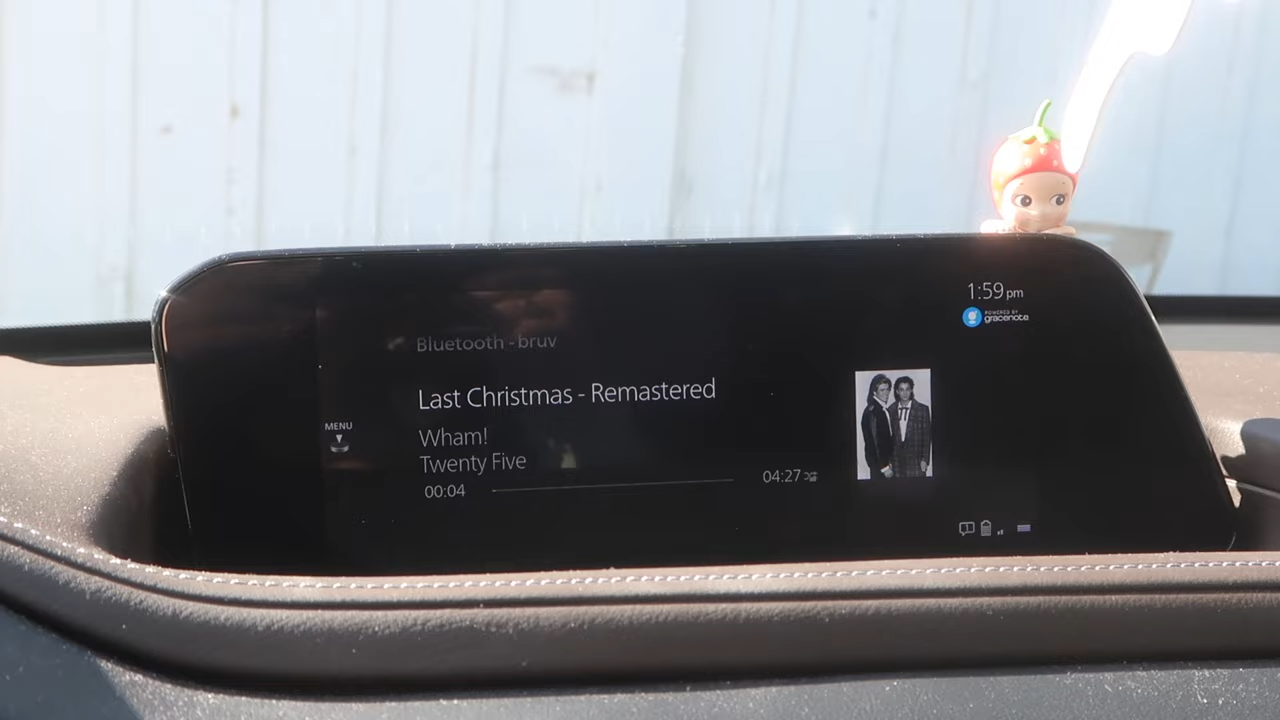 1:59 pm
POWERED BY
gracenote
Bluetooth - bruv
Last Christmas - Remastered
MENU
Wham!
Twenty Five
00:04
04:27
1